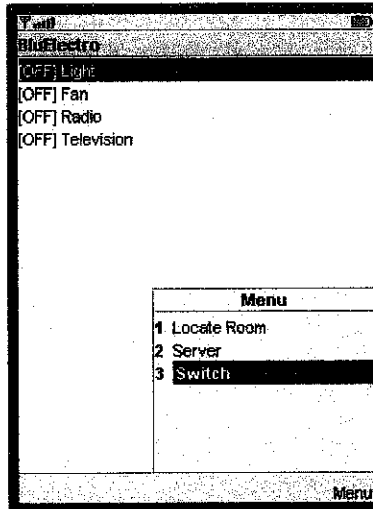 BluElectro
[OFF] Light
[OFF] Fan
[OFF] Radio
[OFF] Television
Menu
1 Locate Room
2 Server
3 Switch
Menu